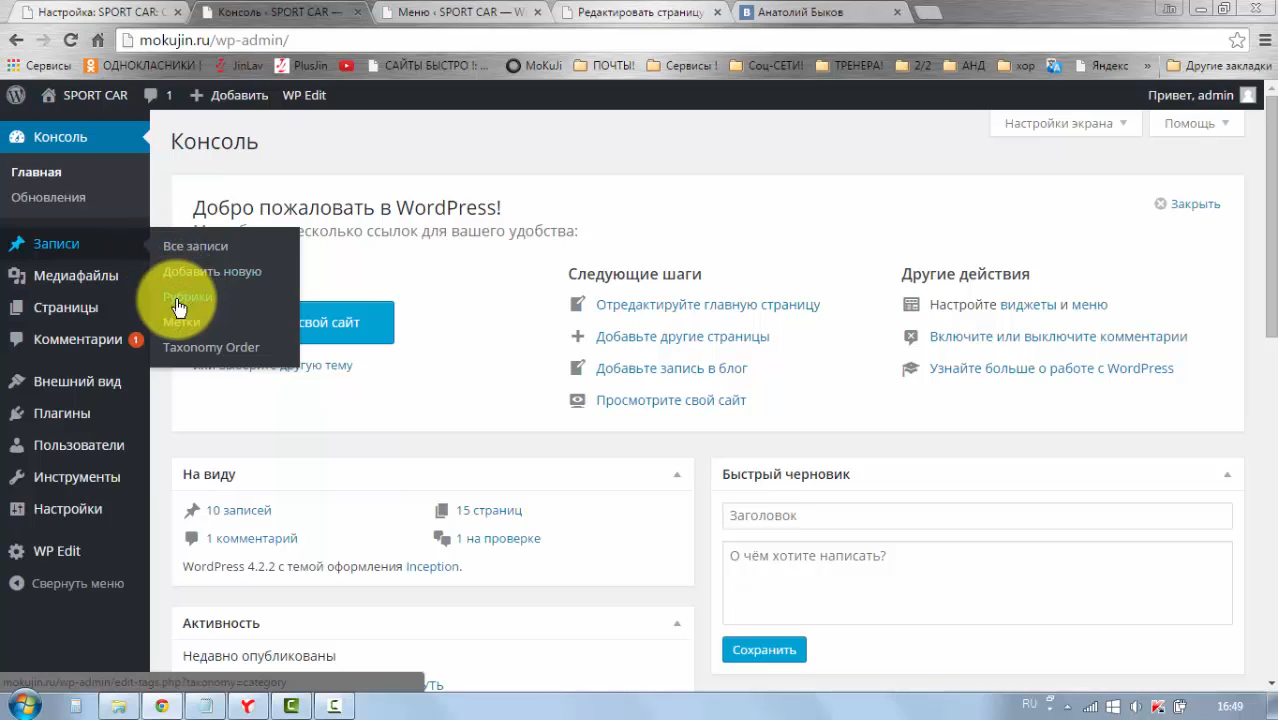 Настройка: SPORT CAR: С
Консоль ‹ SPORT CAR —
Меню ‹ SPORT CAR — W
Редактировать страницу
Анатолий Быков
mokujin.ru/wp-admin/
Сервисы
ОДНОКЛАСНИКИ !
JinLav
PlusJin
САЙТЫ БЫСТРО !:...
MoKuJi
ПОЧТЫ!
Сервисы !
Соц-СЕТИ!
ТРЕНЕРА!
2/2
АНД
хор
Яндекс
»
Другие закладки
SPORT CAR
1
Добавить
WP Edit
Привет, admin
Консоль
Главная
Обновления
Записи
Все записи
Добавить новую
Рубрики
Метки
Taxonomy Order
Медиафайлы
Страницы
Комментарии 1
Внешний вид
Плагины
Пользователи
Инструменты
Настройки
WP Edit
Свернуть меню
Консоль
Настройки экрана
Помощь
Добро пожаловать в WordPress!
Закрыть
есколько ссылок для вашего удобства:
свой сайт
или выберите другую тему
Следующие шаги
Отредактируйте главную страницу
Добавьте другие страницы
Добавьте запись в блог
Просмотрите свой сайт
Другие действия
Настройте виджеты и меню
Включите или выключите комментарии
Узнайте больше о работе с WordPress
На виду
10 записей
15 страниц
1 комментарий
1 на проверке
WordPress 4.2.2 с темой оформления Inception.
Активность
Недавно опубликованы
Быстрый черновик
Заголовок
О чём хотите написать?
Сохранить
mokujin.ru/wp-admin/edit-tags.php?taxonomy=category
RU
16:49